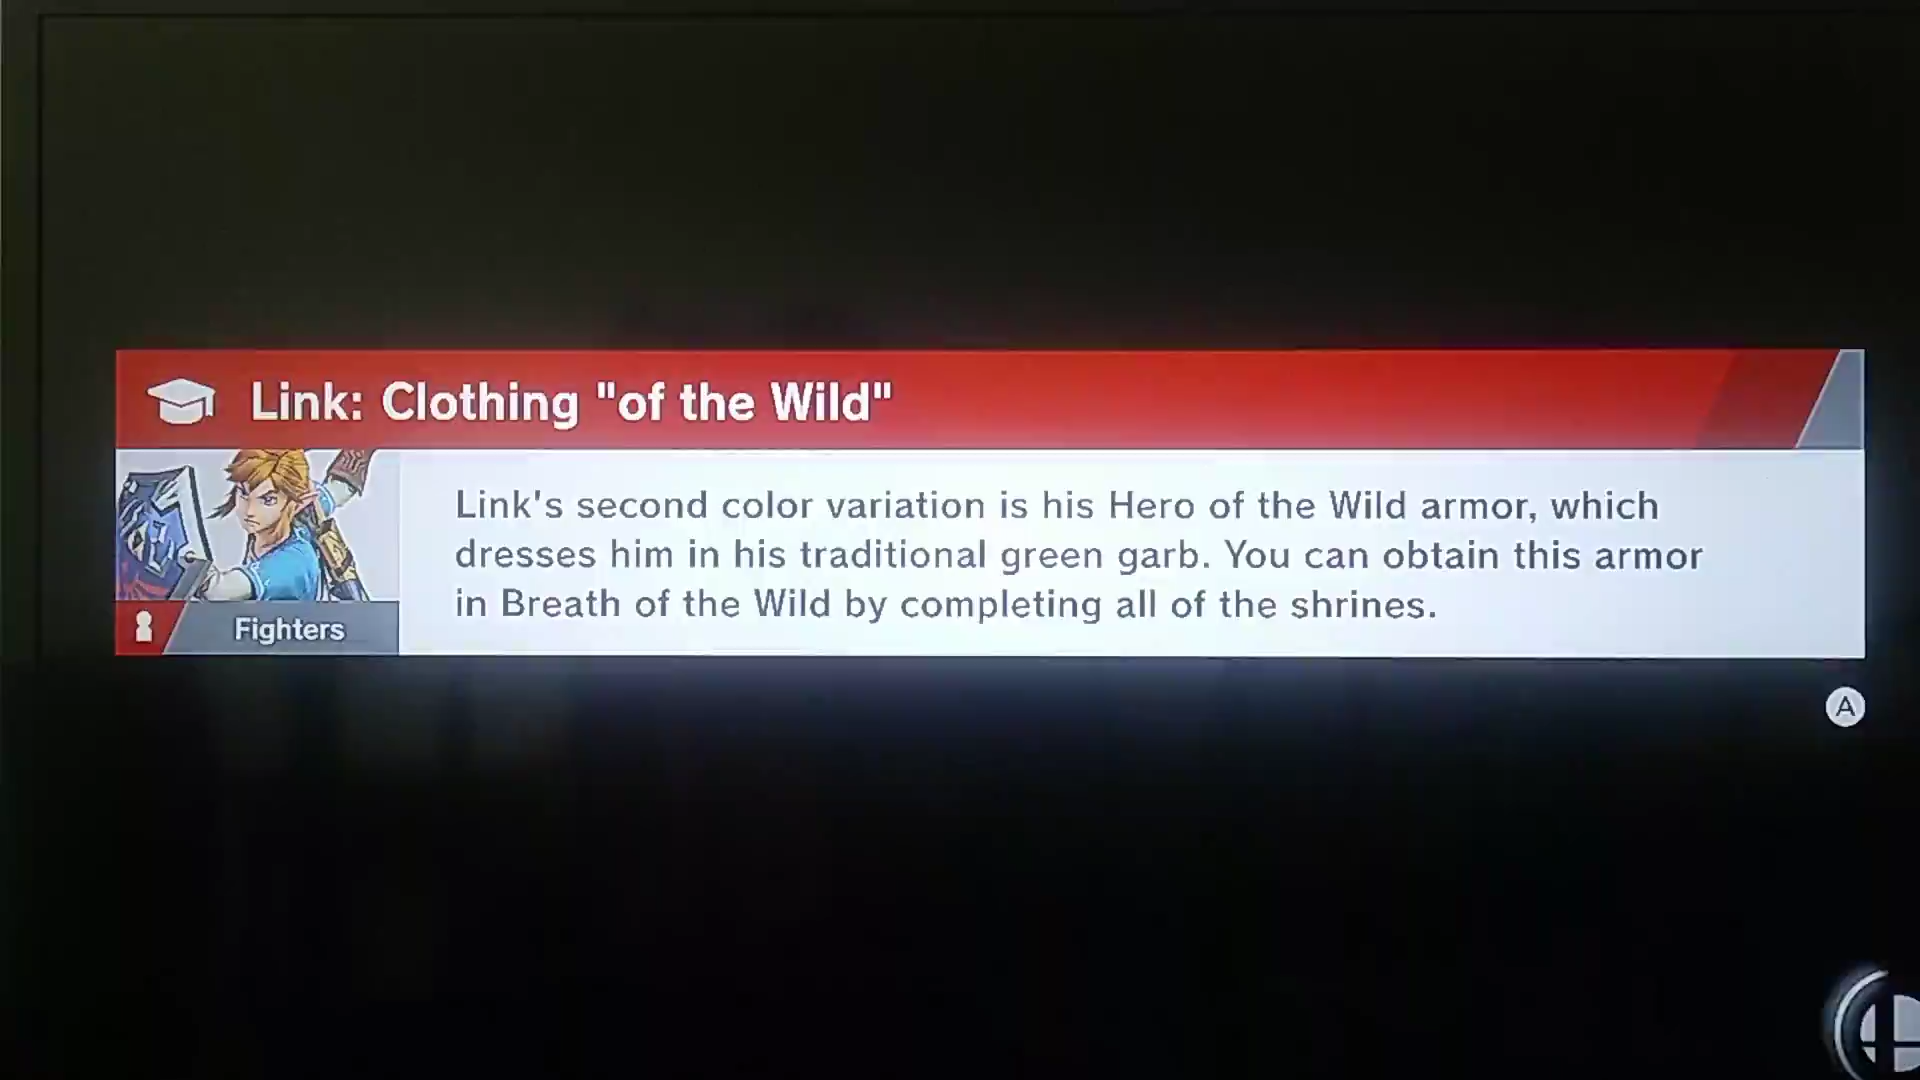 Link: Clothing "of the Wild"
Link's second color variation is his Hero of the Wild armor, which
dresses him in his traditional green garb. You can obtain this armor
in Breath of the Wild by completing all of the shrines.
Fighters
A